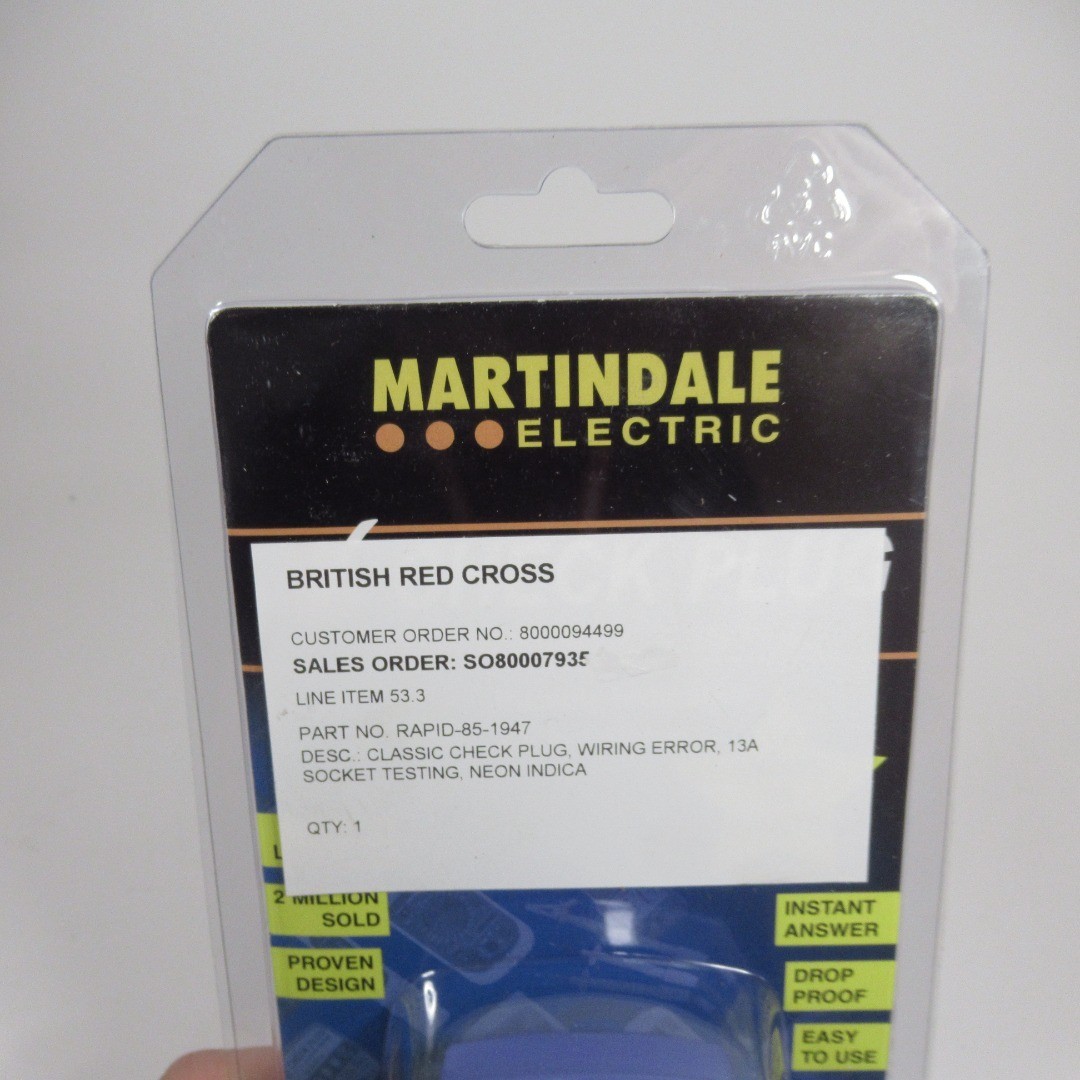 MARTINDALE
ELECTRIC
CHECK PLUG
BRITISH RED CROSS
CUSTOMER ORDER NO.: 8000094499
SALES ORDER: SO80007935
LINE ITEM 53.3
PART NO. RAPID-85-1947
DESC.: CLASSIC CHECK PLUG, WIRING ERROR, 13A
SOCKET TESTING, NEON INDICA
QTY: 1
2 MILLION
SOLD
PROVEN
DESIGN
INSTANT
ANSWER
DROP
PROOF
EASY
TO USE